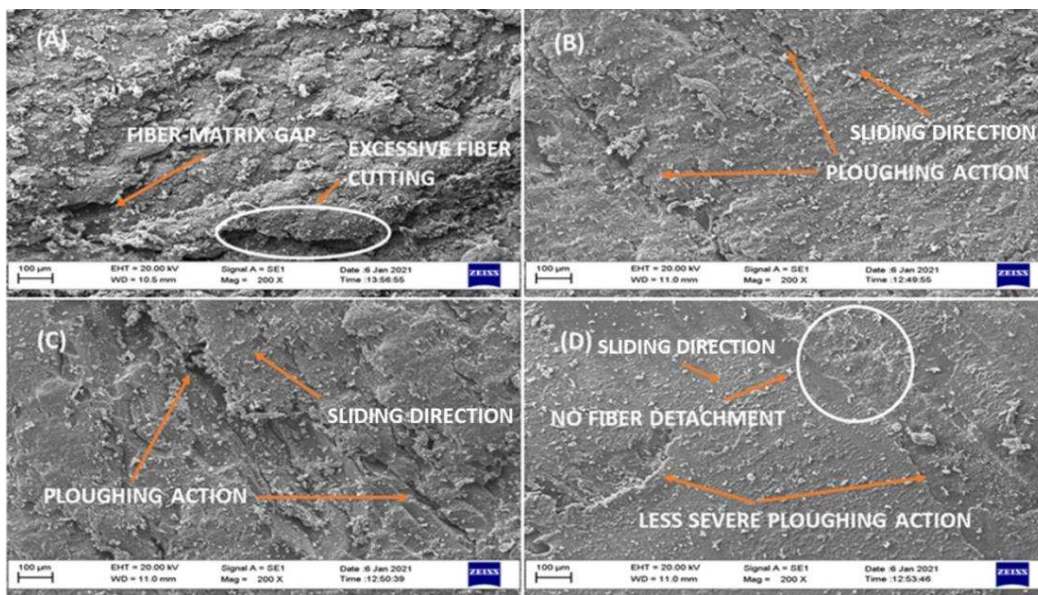 (A)
FIBER-MATRIX GAP
EXCESSIVE FIBER
CUTTING
100 µm
EHT = 20.00 kV
WD = 10.5 mm
Signal A = SE1
Mag = 200 X
Date :6 Jan 2021
Time :13:56:55
ZEISS
(B)
SLIDING DIRECTION
PLOUGHING ACTION
100 µm
EHT = 20.00 kV
WD = 11.0 mm
Signal A = SE1
Mag = 200 X
Date :6 Jan 2021
Time :12:49:55
ZEISS
(C)
SLIDING DIRECTION
PLOUGHING ACTION
100 µm
EHT = 20.00 kV
WD = 11.0 mm
Signal A = SE1
Mag = 200 X
Date :6 Jan 2021
Time :12:50:39
ZEISS
(D)
SLIDING DIRECTION
NO FIBER DETACHMENT
LESS SEVERE PLOUGHING ACTION
100 µm
EHT = 20.00 kV
WD = 11.0 mm
Signal A = SE1
Mag = 200 X
Date :6 Jan 2021
Time :12:53:46
ZEISS